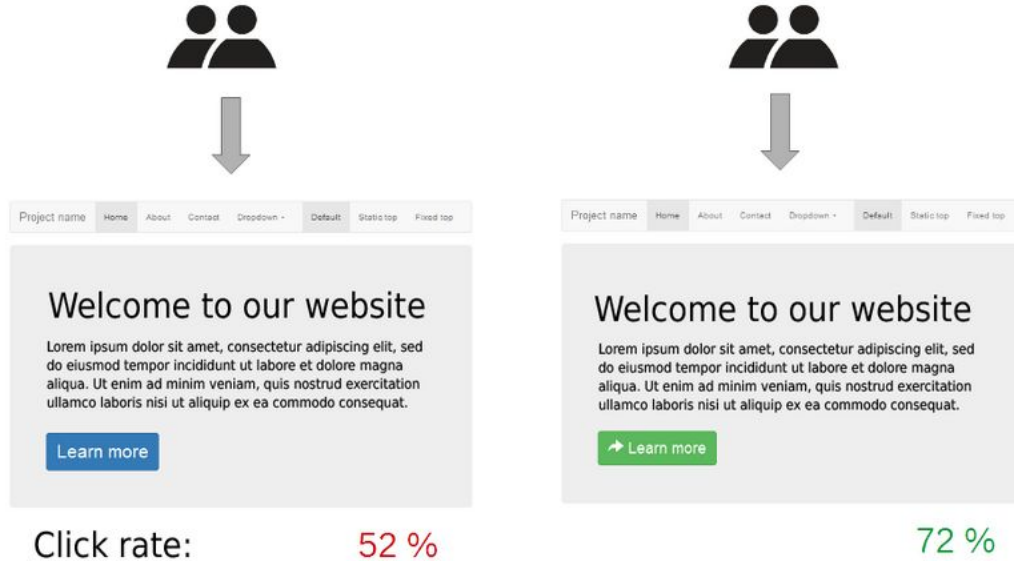 Project name Home About Contact Dropdown Default Static top Fixed top
Welcome to our website
Lorem ipsum dolor sit amet, consectetur adipiscing elit, sed
do eiusmod tempor incididunt ut labore et dolore magna
aliqua. Ut enim ad minim veniam, quis nostrud exercitation
ullamco laboris nisi ut aliquip ex ea commodo consequat.
Learn more
Project name Home About Contact Dropdown Default Static top Fixed top
Welcome to our website
Lorem ipsum dolor sit amet, consectetur adipiscing elit, sed
do eiusmod tempor incididunt ut labore et dolore magna
aliqua. Ut enim ad minim veniam, quis nostrud exercitation
ullamco laboris nisi ut aliquip ex ea commodo consequat.
Learn more
Click rate: 52 % 72 %